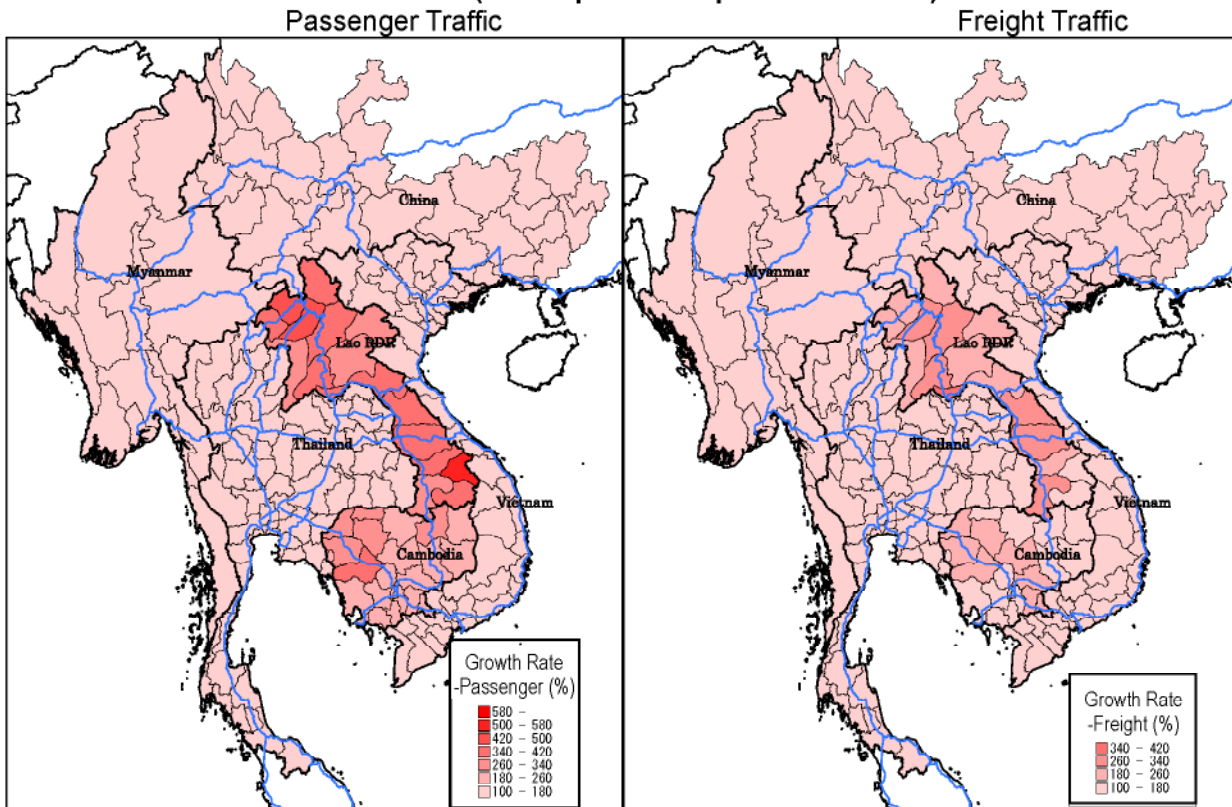 Passenger Traffic
Freight Traffic
China
Myanmar
Lao PDR
Thailand
Vietnam
Cambodia
Growth Rate
-Passenger (%)
580 -
500 - 580
420 - 500
340 - 420
260 - 340
180 - 260
100 - 180
China
Myanmar
Lao PDR
Thailand
Vietnam
Cambodia
Growth Rate
-Freight (%)
340 - 420
260 - 340
180 - 260
100 - 180